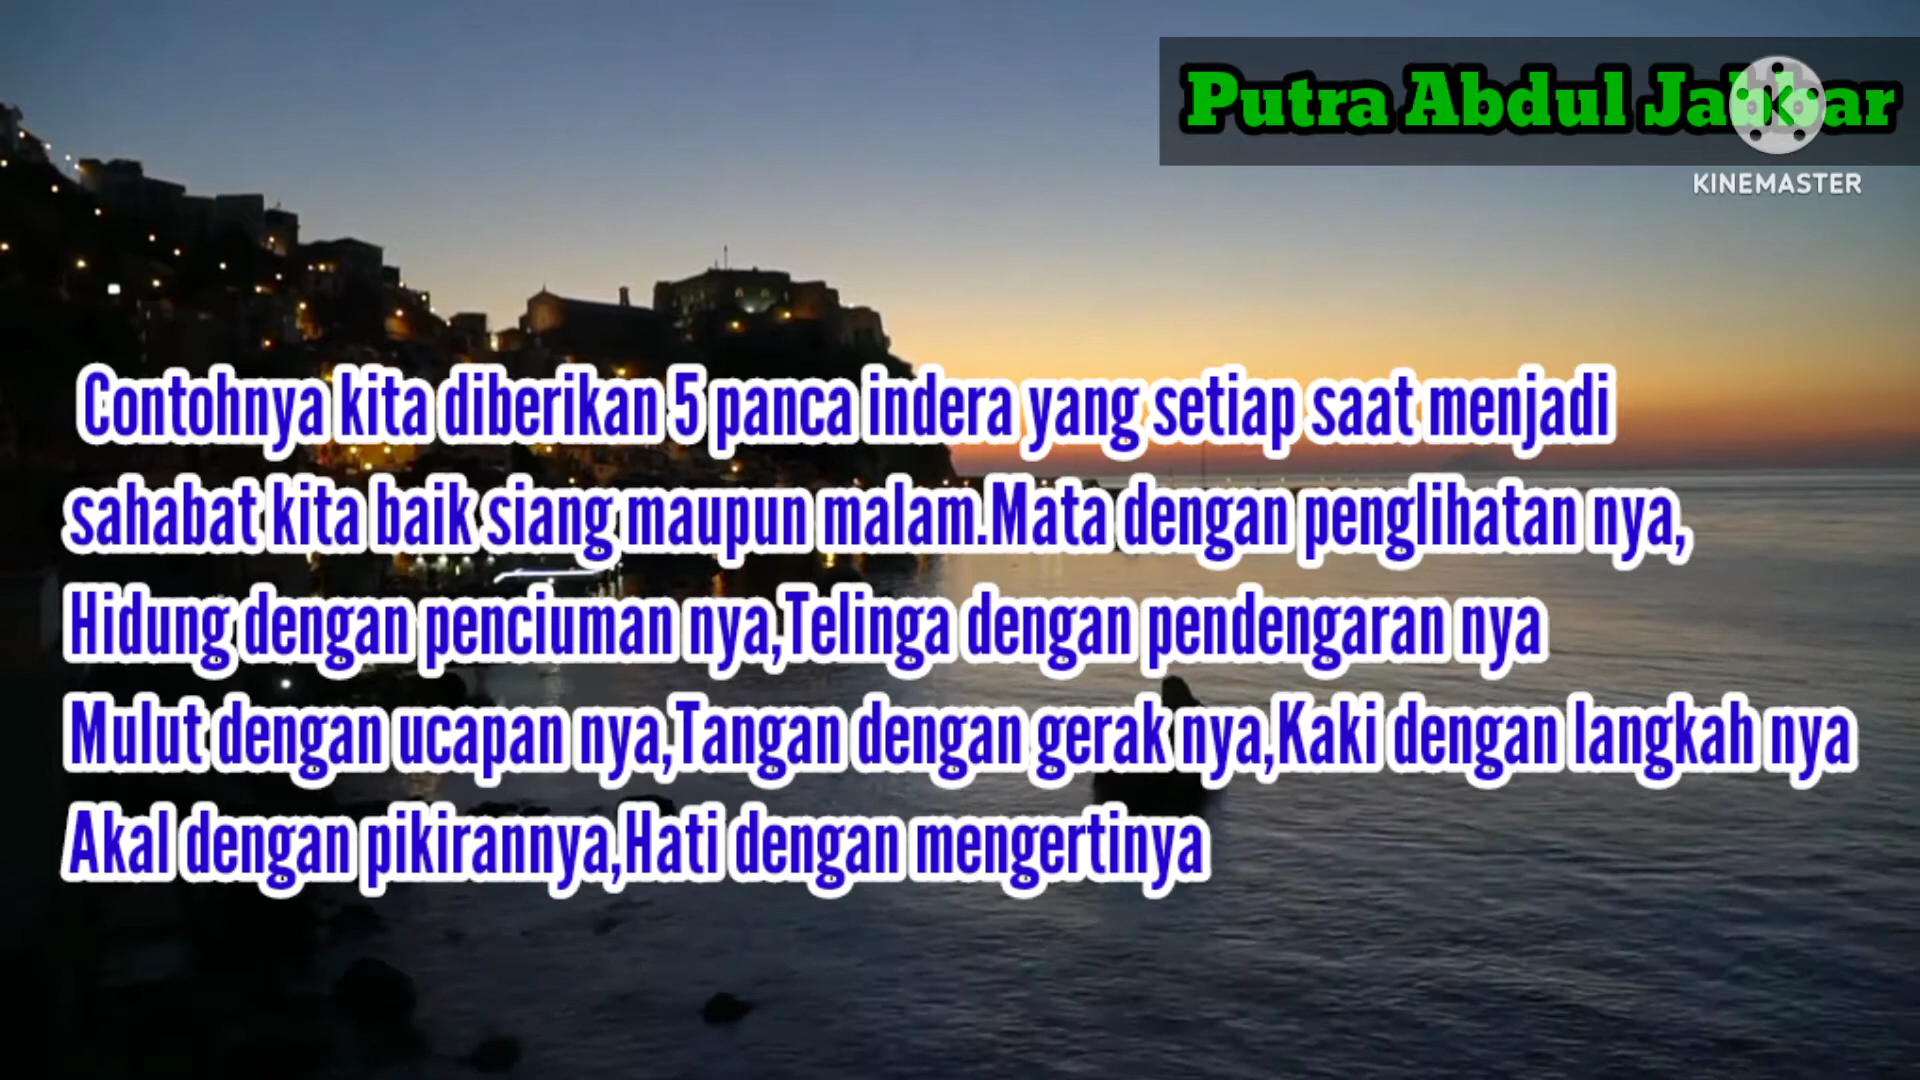 Putra Abdul Jabbar
KINEMASTER
Contohnya kita diberikan 5 panca indera yang setiap saat menjadi
sahabat kita baik siang maupun malam.Mata dengan penglihatan nya,
Hidung dengan penciuman nya,Telinga dengan pendengaran nya
Mulut dengan ucapan nya,Tangan dengan gerak nya,Kaki dengan langkah nya
Akal dengan pikirannya,Hati dengan mengertinya